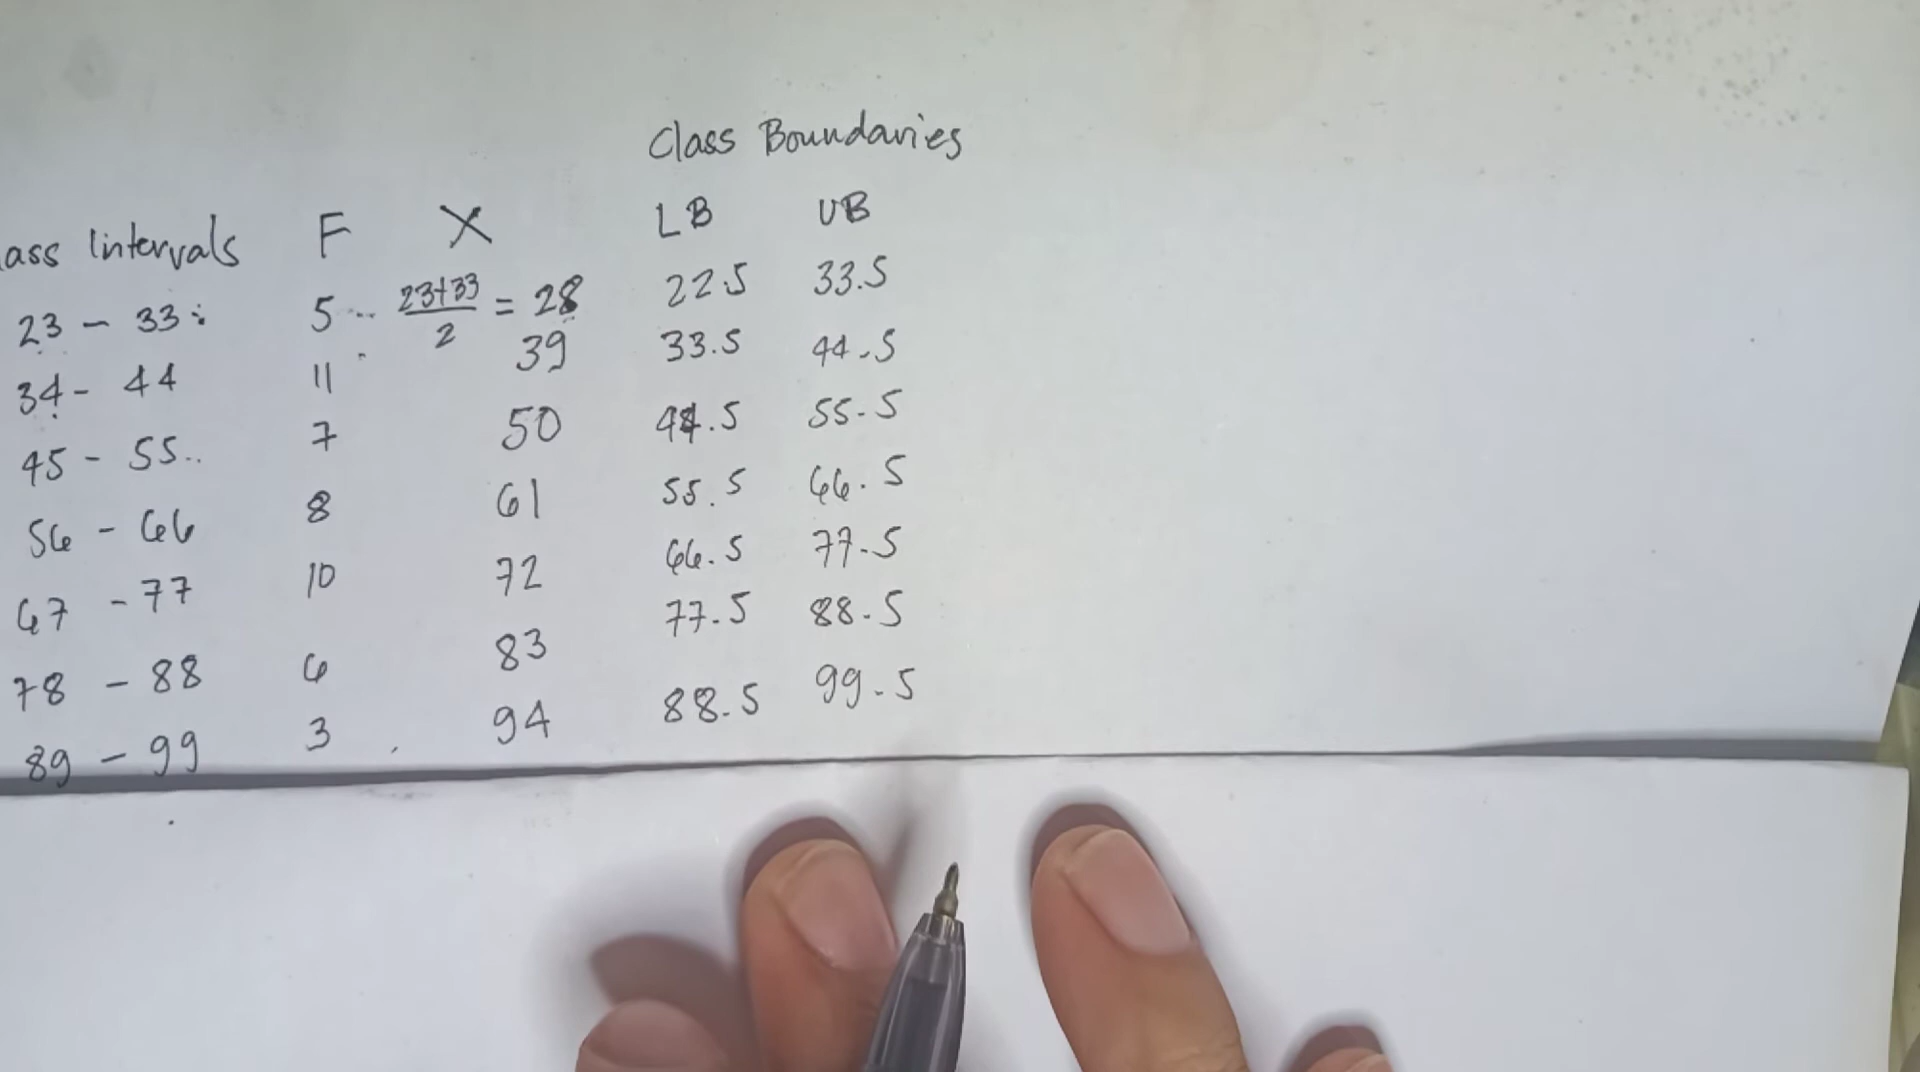 Class Boundaries
ass Intervals F X LB UB
23 - 33 5 23+33/2 = 28 22.5 33.5
34 - 44 11 39 33.5 44.5
45 - 55 7 50 44.5 55.5
56 - 66 8 61 55.5 66.5
67 - 77 10 72 66.5 77.5
78 - 88 6 83 77.5 88.5
89 - 99 3 94 88.5 99.5